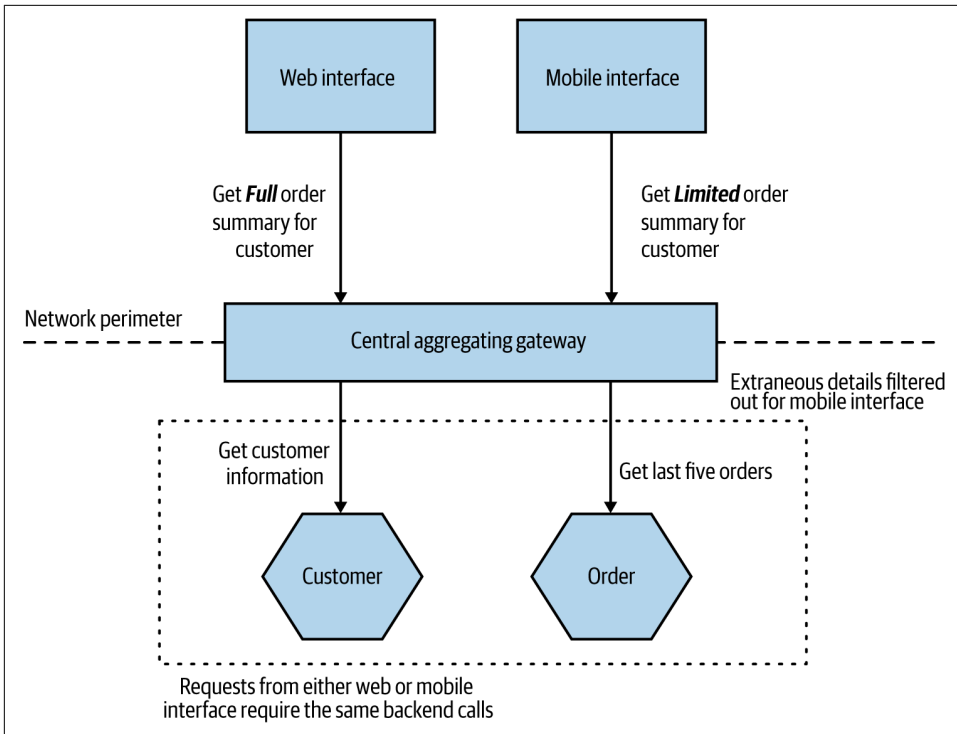 Web interface
Mobile interface
Get Full order
summary for
customer
Get Limited order
summary for
customer
Network perimeter
Central aggregating gateway
Extraneous details filtered
out for mobile interface
Get customer
information
Get last five orders
Customer
Order
Requests from either web or mobile
interface require the same backend calls